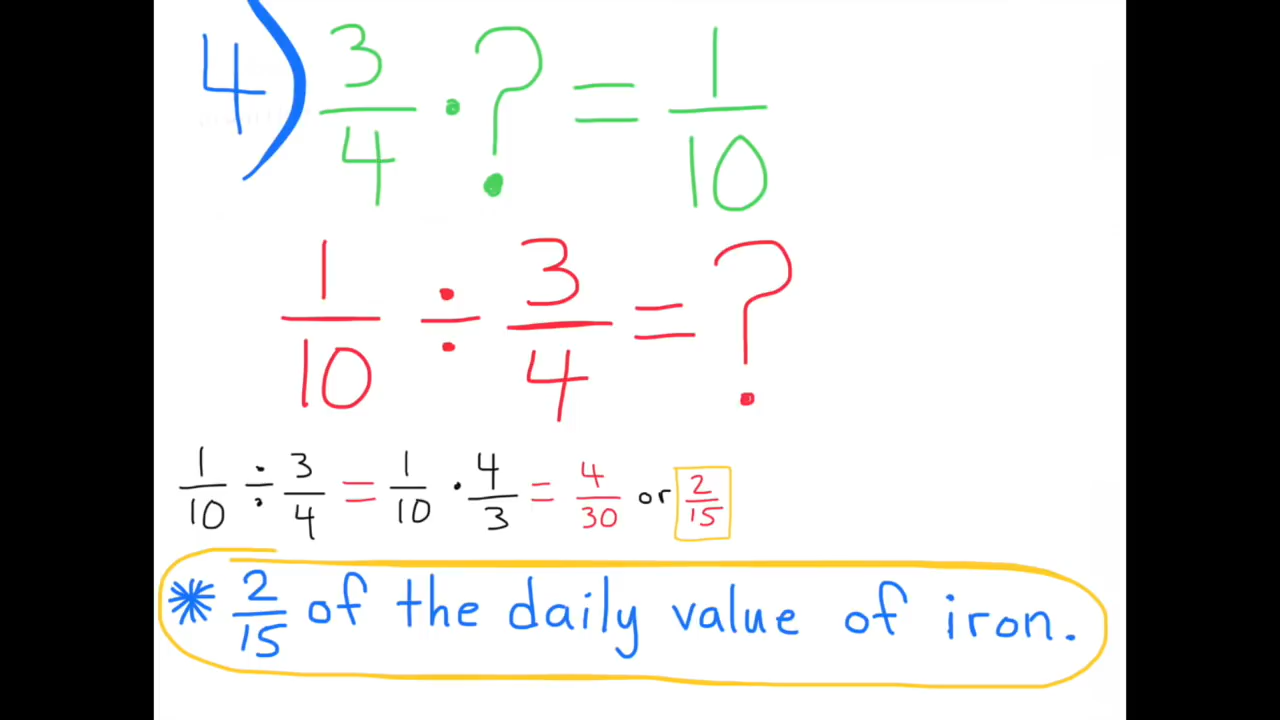 4) 3/4 · ? = 1/10
1/10 ÷ 3/4 = ?
1/10 ÷ 3/4 = 1/10 · 4/3 = 4/30 or 2/15
* 2/15 of the daily value of iron.